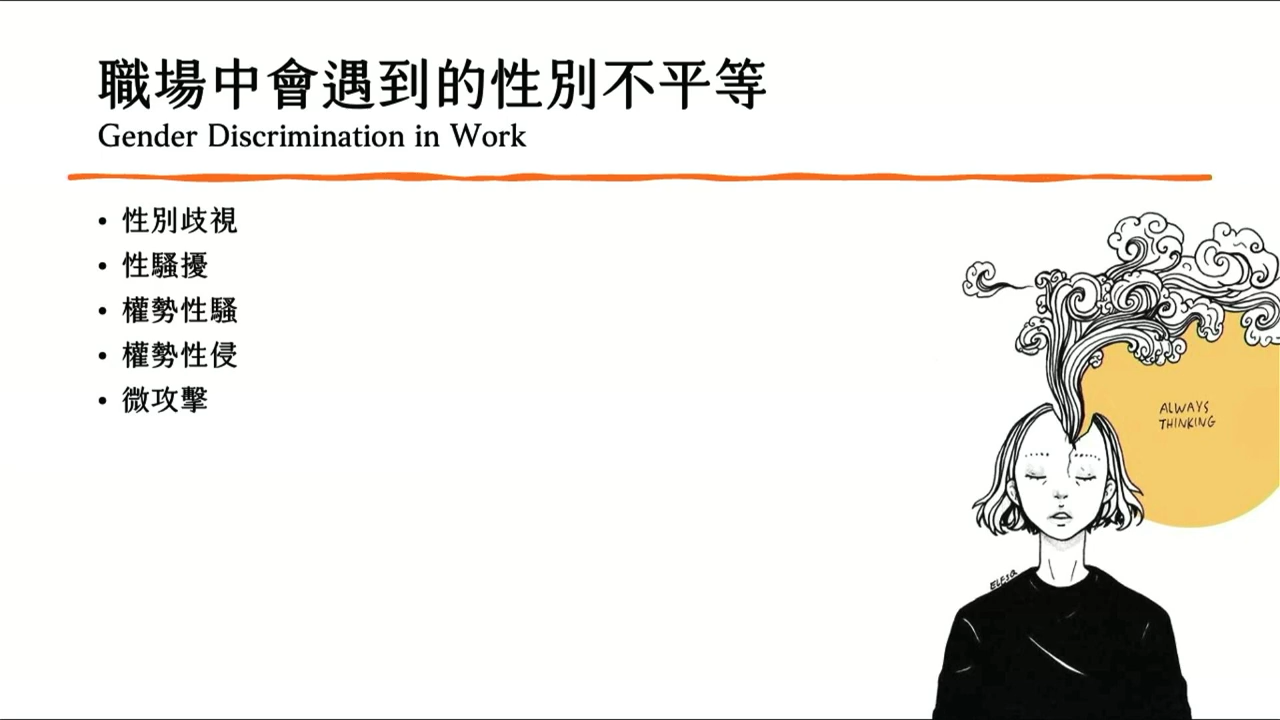 職場中會遇到的性別不平等
Gender Discrimination in Work
• 性別歧視
• 性騷擾
• 權勢性騷
• 權勢性侵
• 微攻擊
ALWAYS
THINKING